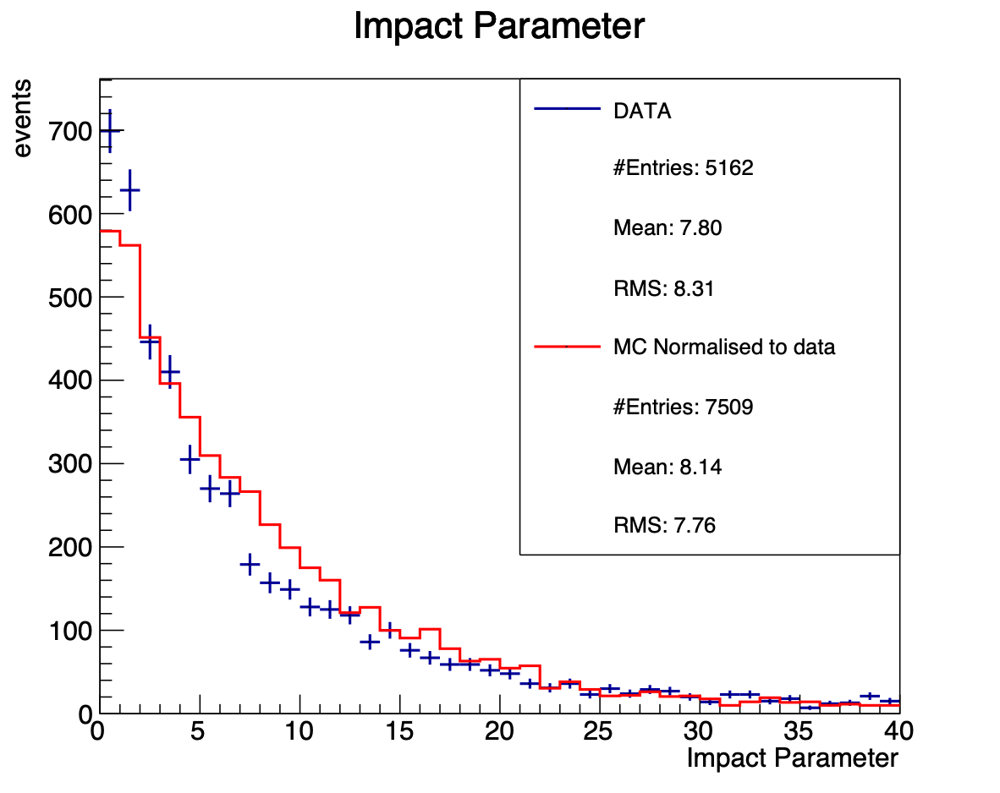 Impact Parameter
events
700
600
500
400
300
200
100
0
DATA
#Entries: 5162
Mean: 7.80
RMS: 8.31
MC Normalised to data
#Entries: 7509
Mean: 8.14
RMS: 7.76
0 5 10 15 20 25 30 35 40
Impact Parameter